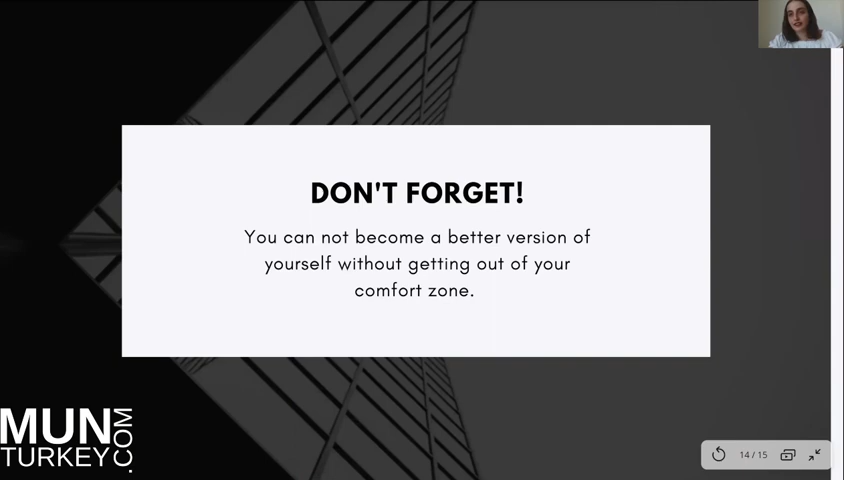 DON'T FORGET!
You can not become a better version of
yourself without getting out of your
comfort zone.
MUN
TURKEY.COM
14 / 15